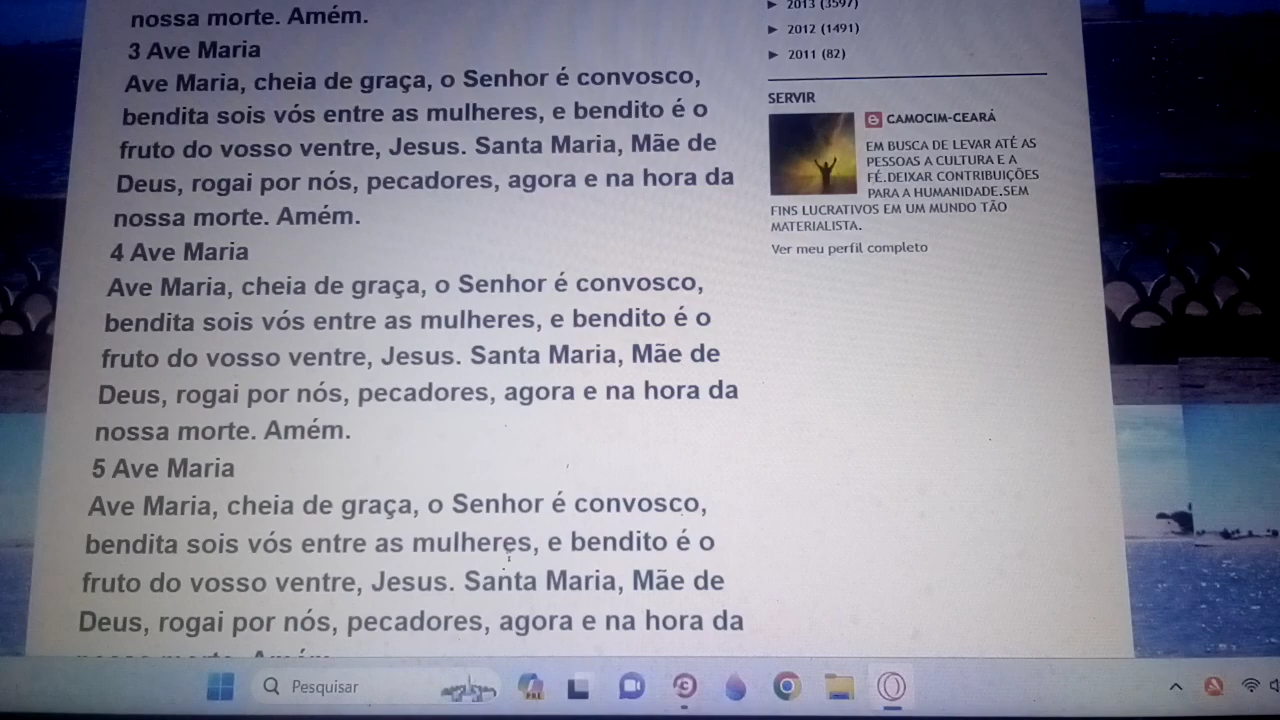 nossa morte. Amém.
3 Ave Maria
Ave Maria, cheia de graça, o Senhor é convosco,
bendita sois vós entre as mulheres, e bendito é o
fruto do vosso ventre, Jesus. Santa Maria, Mãe de
Deus, rogai por nós, pecadores, agora e na hora da
nossa morte. Amém.
4 Ave Maria
Ave Maria, cheia de graça, o Senhor é convosco,
bendita sois vós entre as mulheres, e bendito é o
fruto do vosso ventre, Jesus. Santa Maria, Mãe de
Deus, rogai por nós, pecadores, agora e na hora da
nossa morte. Amém.
5 Ave Maria
Ave Maria, cheia de graça, o Senhor é convosco,
bendita sois vós entre as mulheres, e bendito é o
fruto do vosso ventre, Jesus. Santa Maria, Mãe de
Deus, rogai por nós, pecadores, agora e na hora da
► 2013 (3597)
► 2012 (1491)
► 2011 (82)
SERVIR
CAMOCIM-CEARÁ
EM BUSCA DE LEVAR ATÉ AS
PESSOAS A CULTURA E A
FÉ.DEIXAR CONTRIBUIÇÕES
PARA A HUMANIDADE.SEM
FINS LUCRATIVOS EM UM MUNDO TÃO
MATERIALISTA.
Ver meu perfil completo
Pesquisar